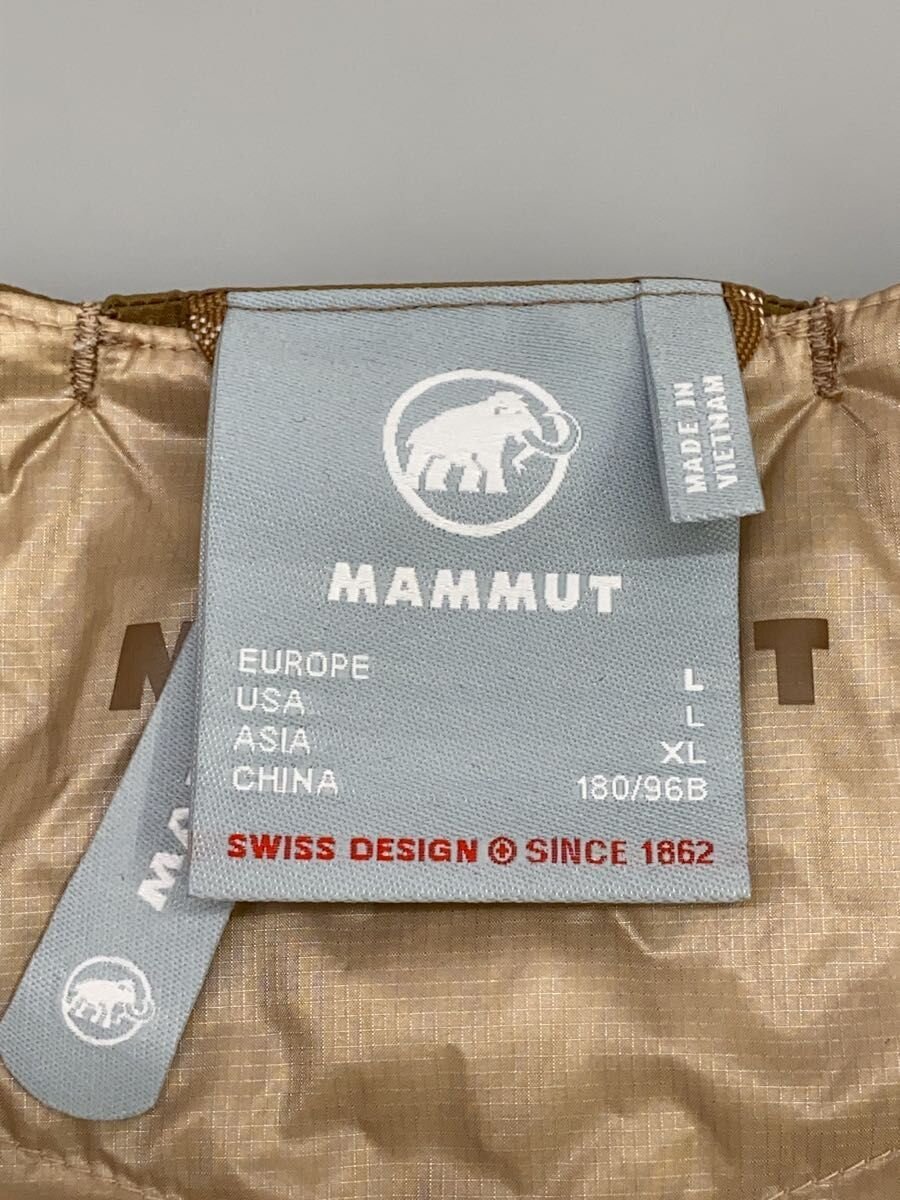 MAMMUT
EUROPE L
USA L
ASIA XL
CHINA 180/96B
SWISS DESIGN SINCE 1862
MADE IN
VIETNAM